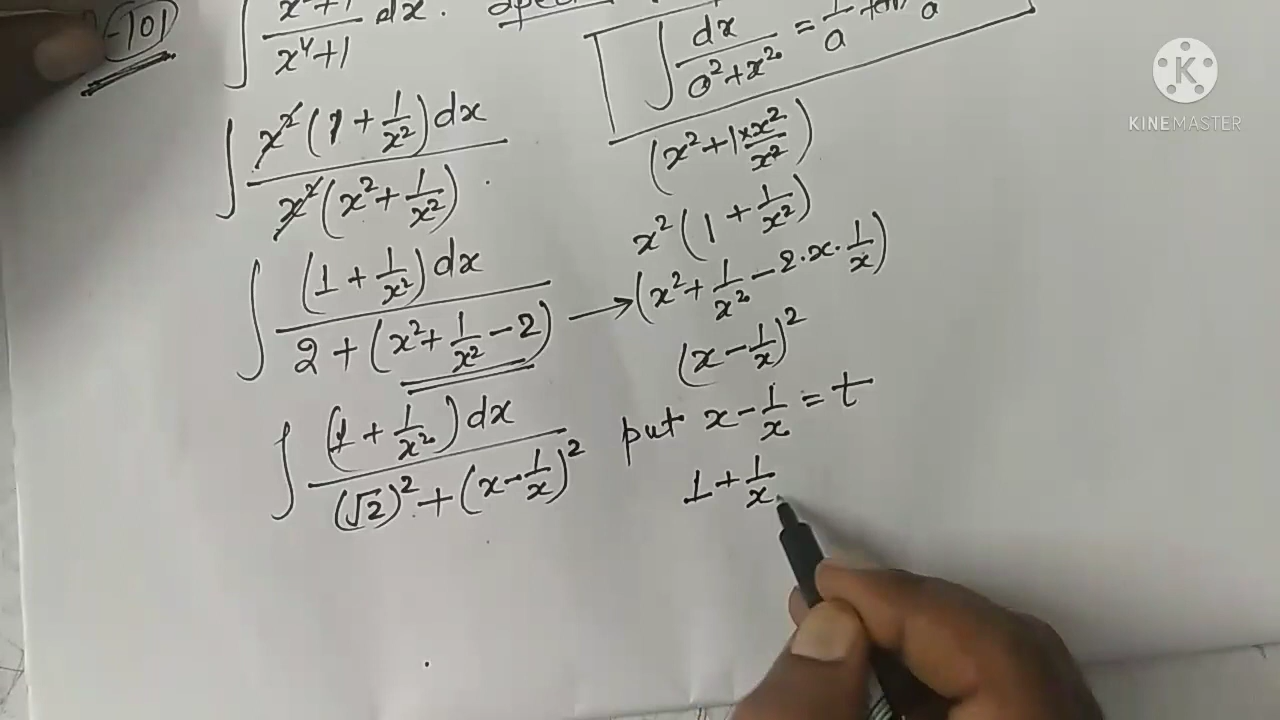 -101
∫ x²+1 / x⁴+1 dx.
∫ dx / a²+x² = 1/a
KINEMASTER
∫ x²(1 + 1/x²) dx / x²(x² + 1/x²)
(x² + 1×x²/x²)
x²(1 + 1/x²)
∫ (1 + 1/x²) dx / 2 + (x² + 1/x² - 2) → (x² + 1/x² - 2·x·1/x)
(x - 1/x)²
∫ (1 + 1/x²) dx / (√2)² + (x - 1/x)²
put x - 1/x = t
1 + 1/x